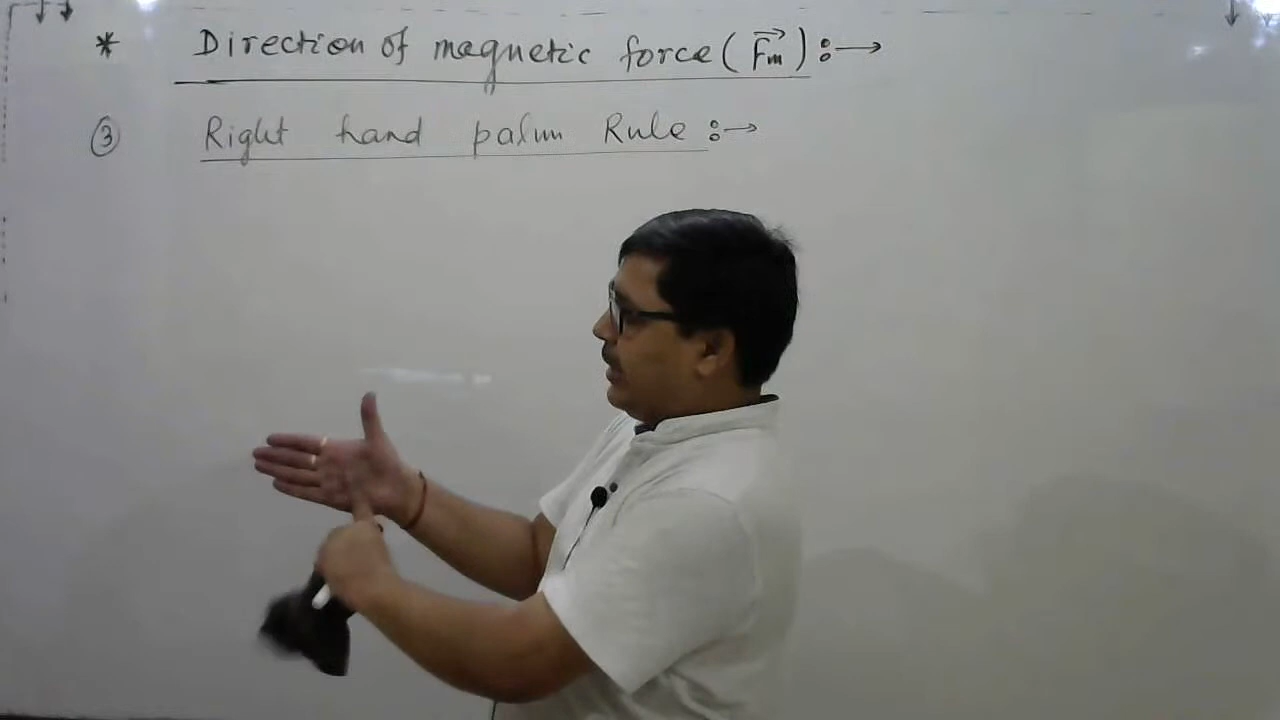 * Direction of magnetic force (F⃗m) :→
③ Right hand palm Rule :→